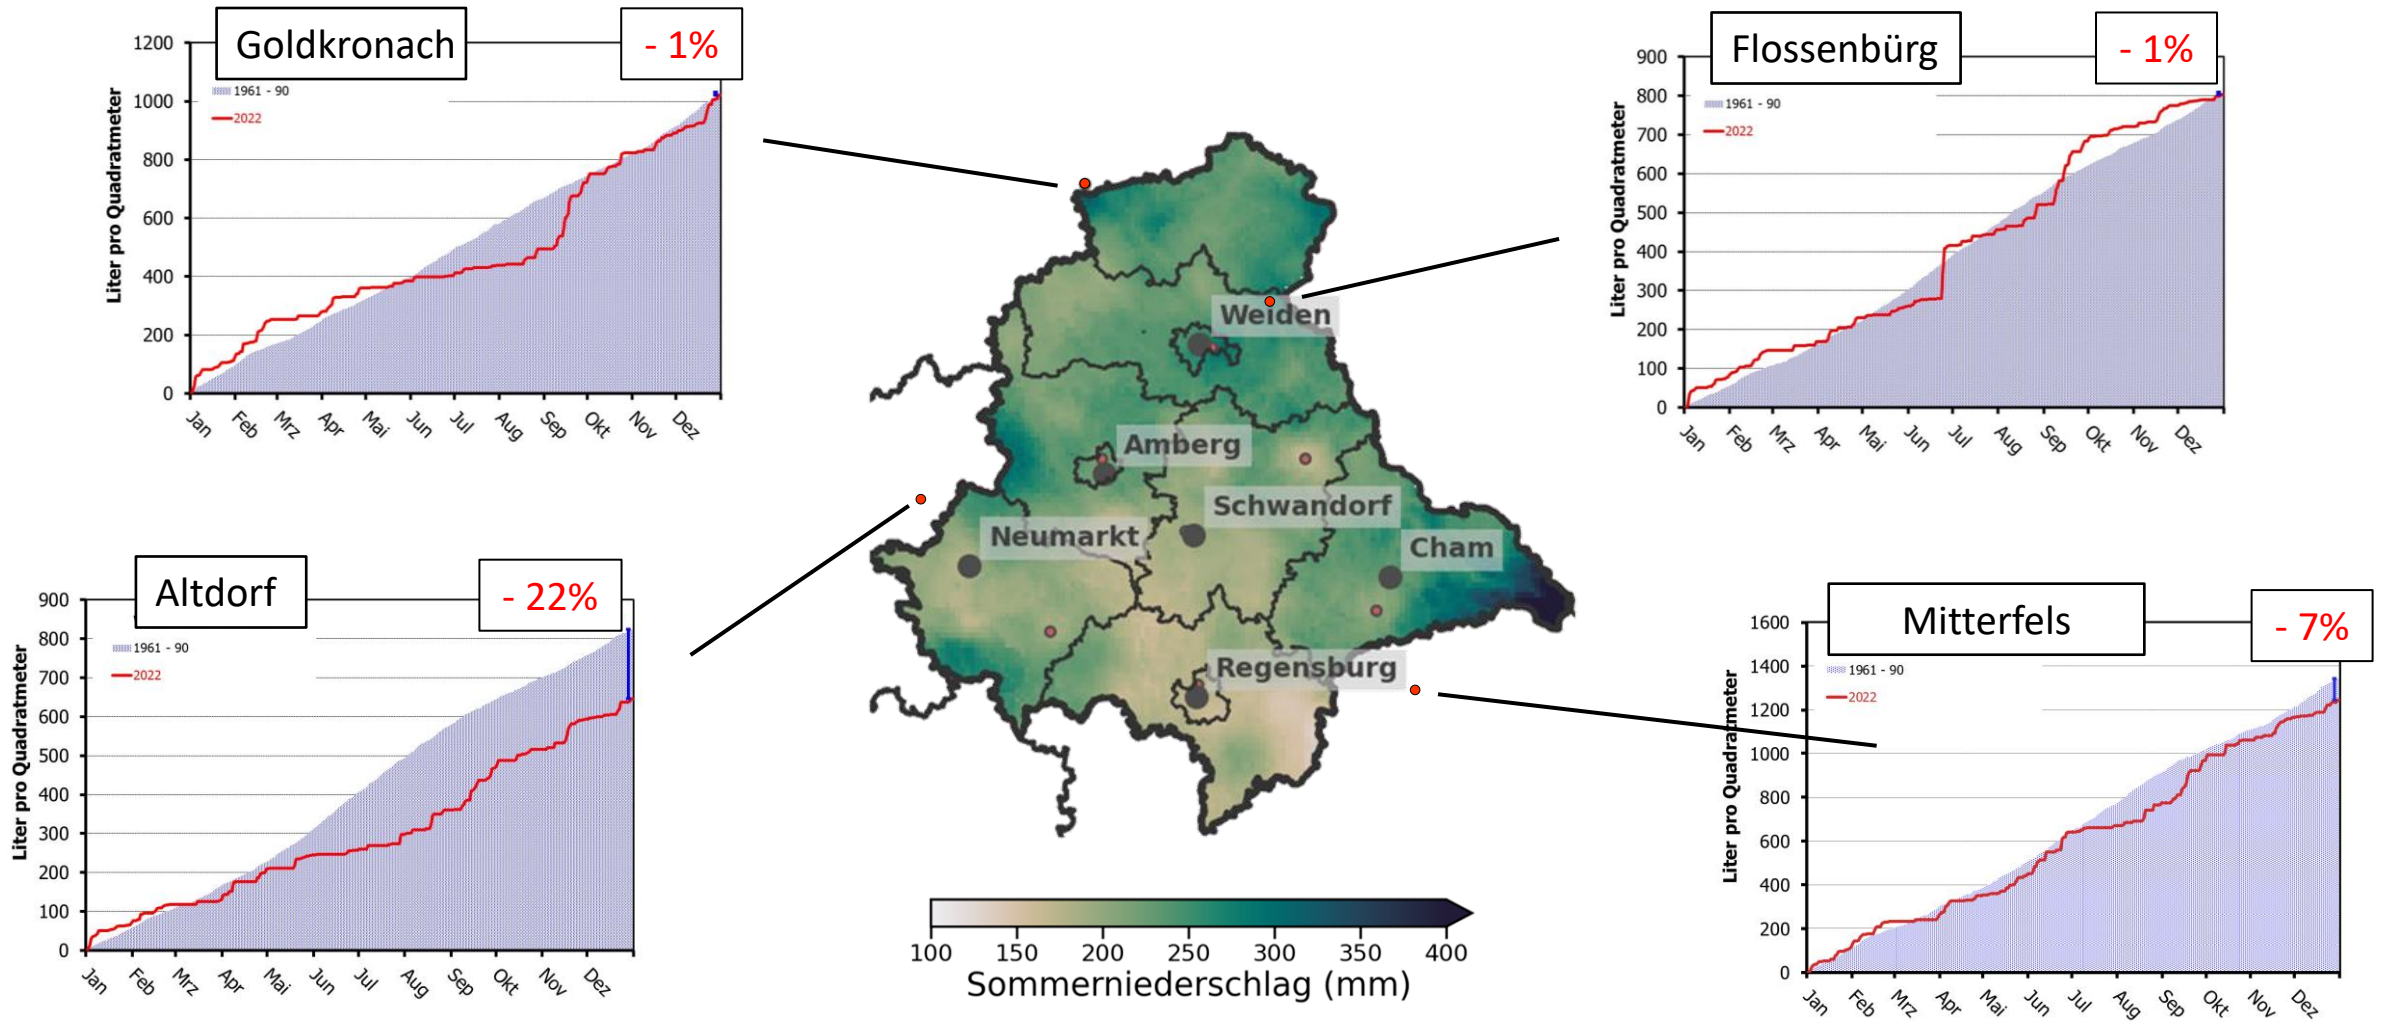 Goldkronach
- 1%
1200
1000
800
600
400
200
0
Liter pro Quadratmeter
1961 - 90
2022
Jan
Feb
Mrz
Apr
Mai
Jun
Jul
Aug
Sep
Okt
Nov
Dez
Flossenbürg
- 1%
900
800
700
600
500
400
300
200
100
0
Liter pro Quadratmeter
1961 - 90
2022
Jan
Feb
Mrz
Apr
Mai
Jun
Jul
Aug
Sep
Okt
Nov
Dez
Weiden
Amberg
Schwandorf
Neumarkt
Cham
Regensburg
Altdorf
- 22%
900
800
700
600
500
400
300
200
100
0
Liter pro Quadratmeter
1961 - 90
2022
Jan
Feb
Mrz
Apr
Mai
Jun
Jul
Aug
Sep
Okt
Nov
Dez
Mitterfels
- 7%
1600
1400
1200
1000
800
600
400
200
0
Liter pro Quadratmeter
1961 - 90
2022
Jan
Feb
Mrz
Apr
Mai
Jun
Jul
Aug
Sep
Okt
Nov
Dez
100 150 200 250 300 350 400
Sommerniederschlag (mm)